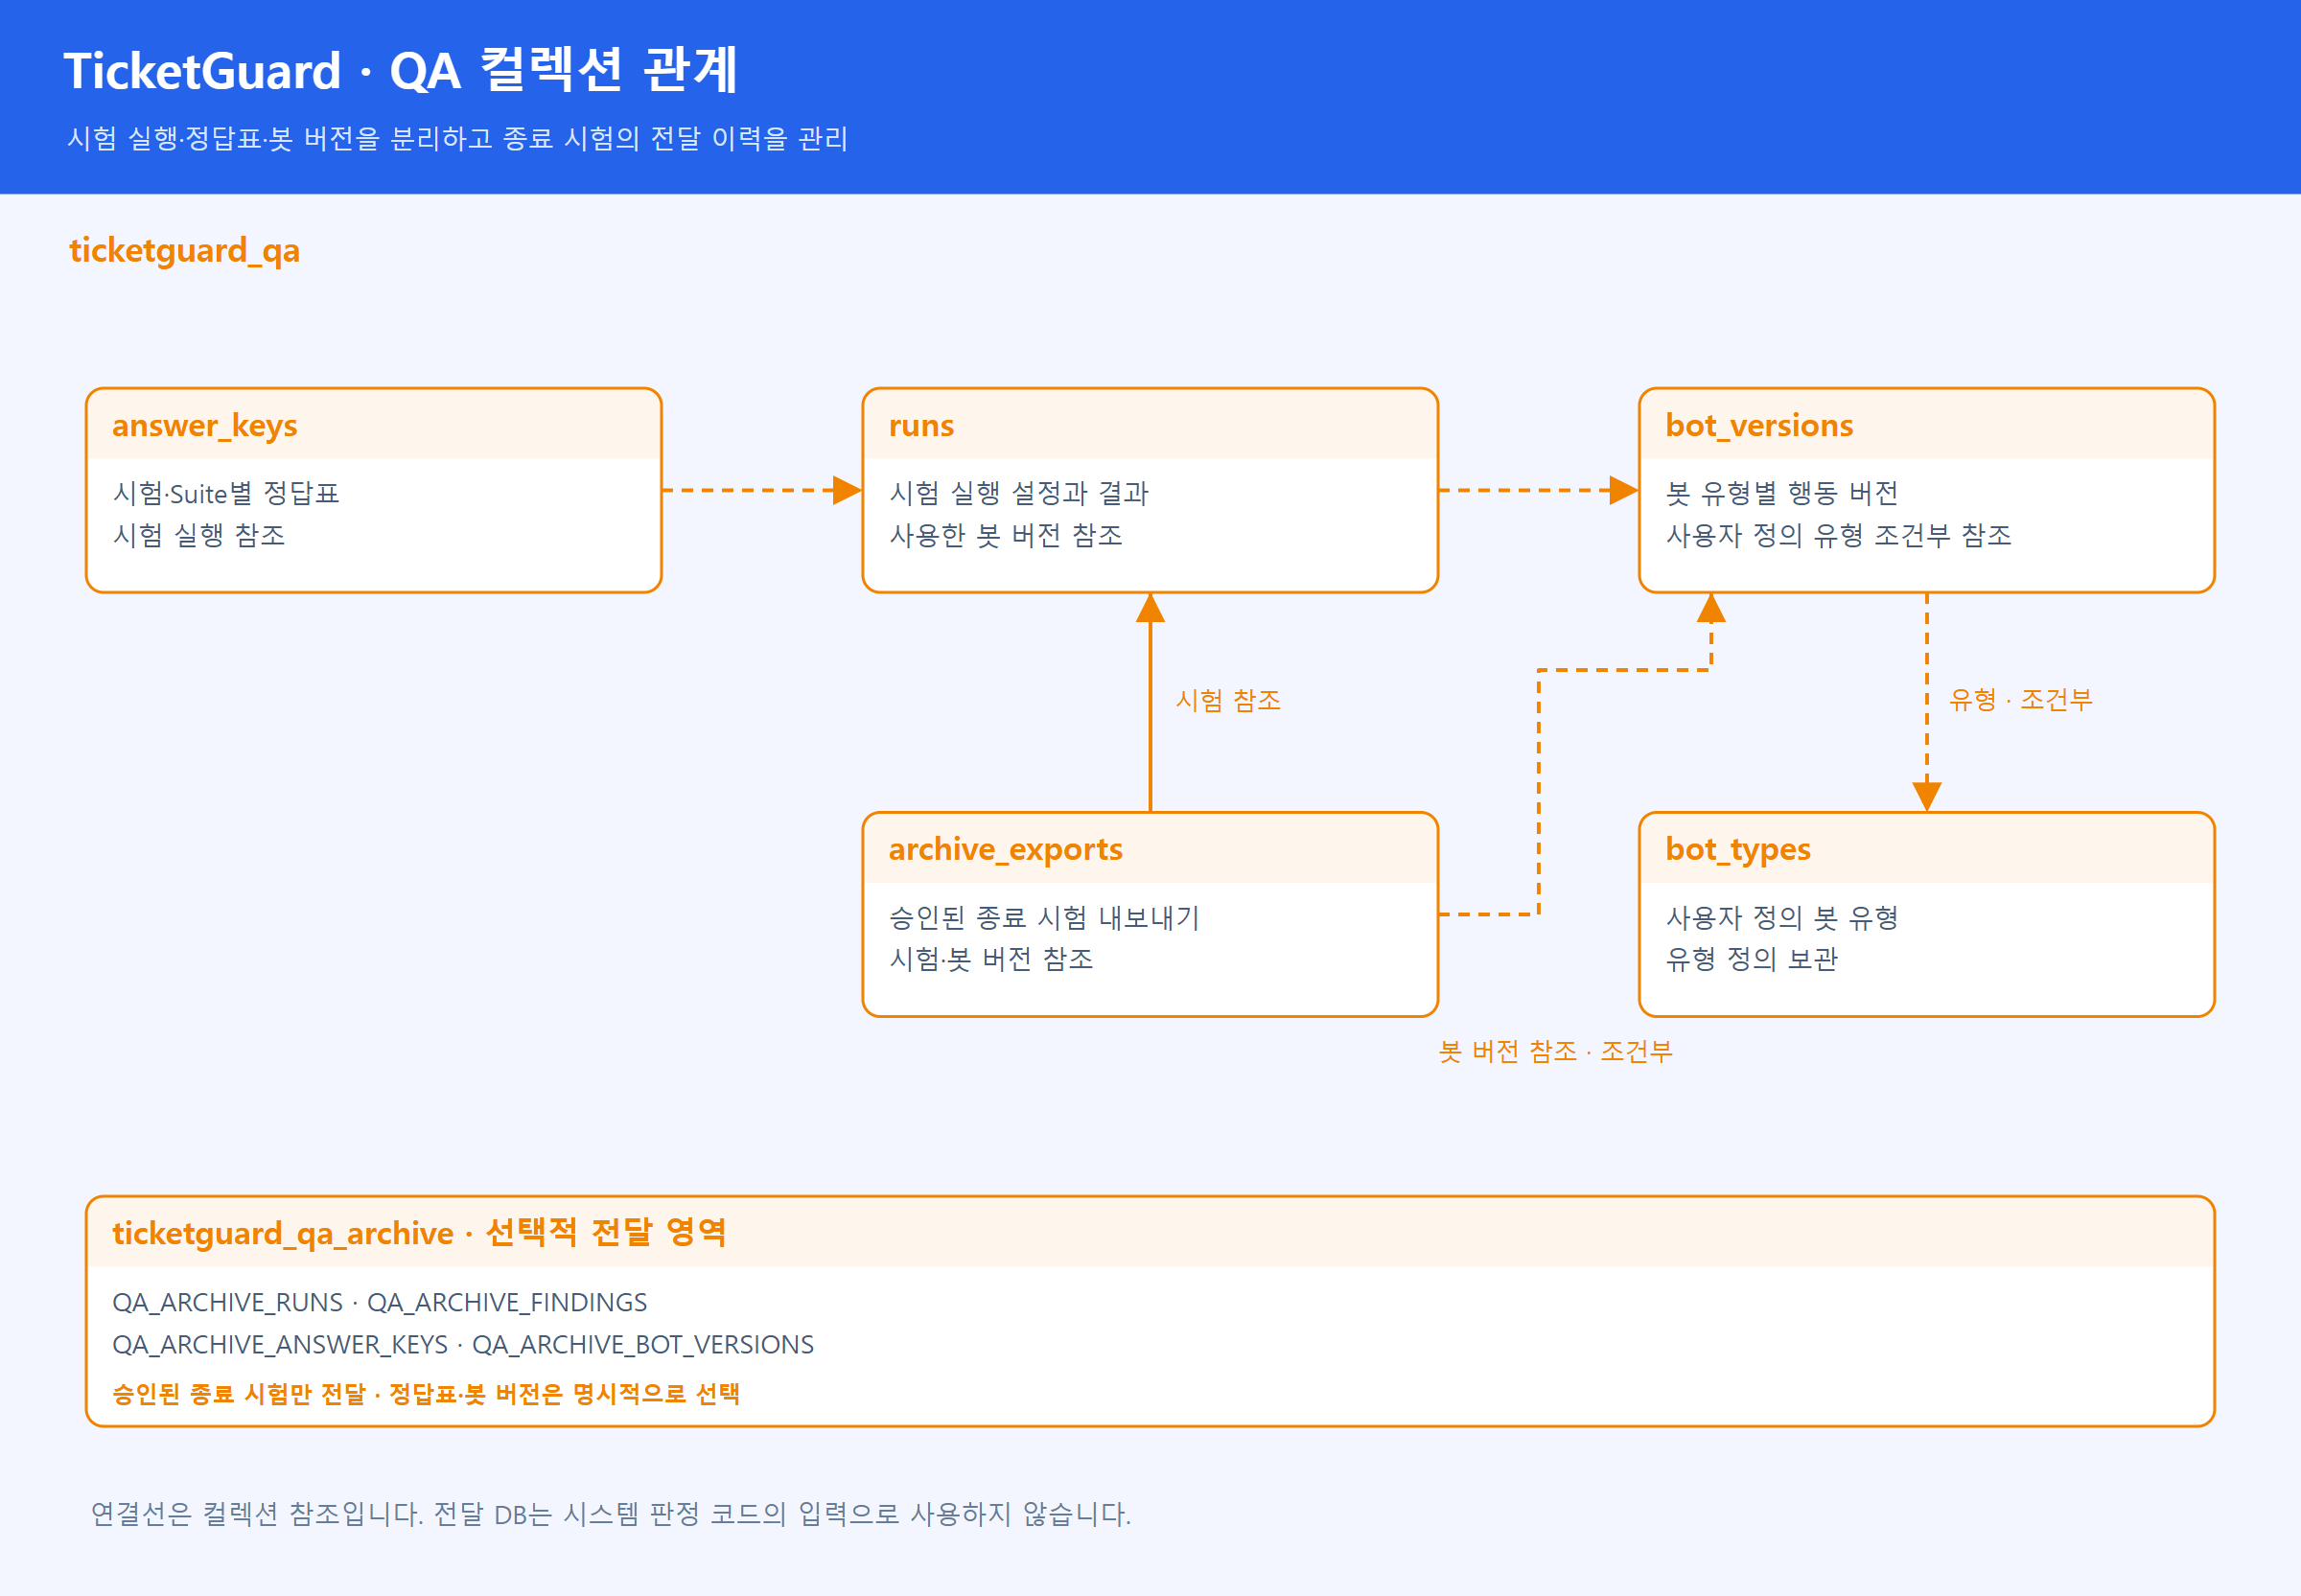 TicketGuard · QA 컬렉션 관계
시험 실행·정답표·봇 버전을 분리하고 종료 시험의 전달 이력을 관리
ticketguard_qa
answer_keys
시험·Suite별 정답표
시험 실행 참조
runs
시험 실행 설정과 결과
사용한 봇 버전 참조
bot_versions
봇 유형별 행동 버전
사용자 정의 유형 조건부 참조
시험 참조
유형 · 조건부
archive_exports
승인된 종료 시험 내보내기
시험·봇 버전 참조
bot_types
사용자 정의 봇 유형
유형 정의 보관
봇 버전 참조 · 조건부
ticketguard_qa_archive · 선택적 전달 영역
QA_ARCHIVE_RUNS · QA_ARCHIVE_FINDINGS
QA_ARCHIVE_ANSWER_KEYS · QA_ARCHIVE_BOT_VERSIONS
승인된 종료 시험만 전달 · 정답표·봇 버전은 명시적으로 선택
연결선은 컬렉션 참조입니다. 전달 DB는 시스템 판정 코드의 입력으로 사용하지 않습니다.